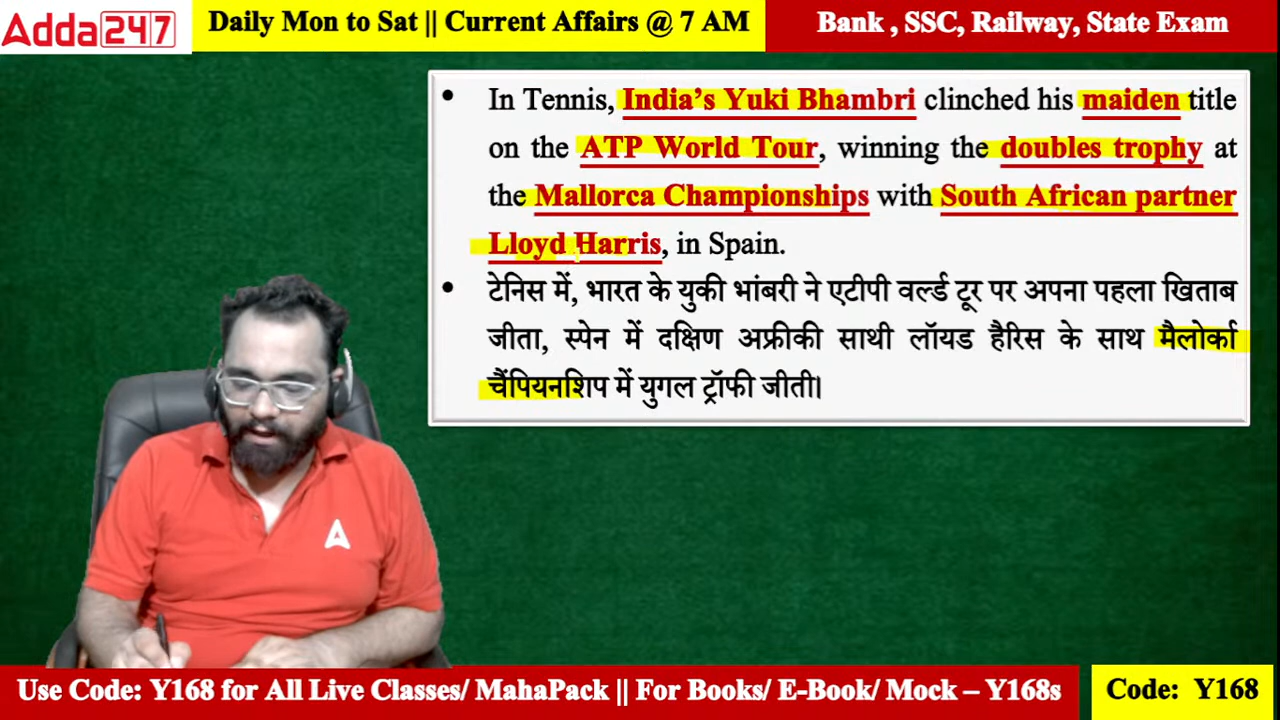 Adda247
Daily Mon to Sat || Current Affairs @ 7 AM
Bank , SSC, Railway, State Exam
• In Tennis, India’s Yuki Bhambri clinched his maiden title
on the ATP World Tour, winning the doubles trophy at
the Mallorca Championships with South African partner
Lloyd Harris, in Spain.
• टेनिस में, भारत के युकी भांबरी ने एटीपी वर्ल्ड टूर पर अपना पहला खिताब
जीता, स्पेन में दक्षिण अफ्रीकी साथी लॉयड हैरिस के साथ मैलोर्का
चैंपियनशिप में युगल ट्रॉफी जीती।
Use Code: Y168 for All Live Classes/ MahaPack || For Books/ E-Book/ Mock – Y168s
Code: Y168